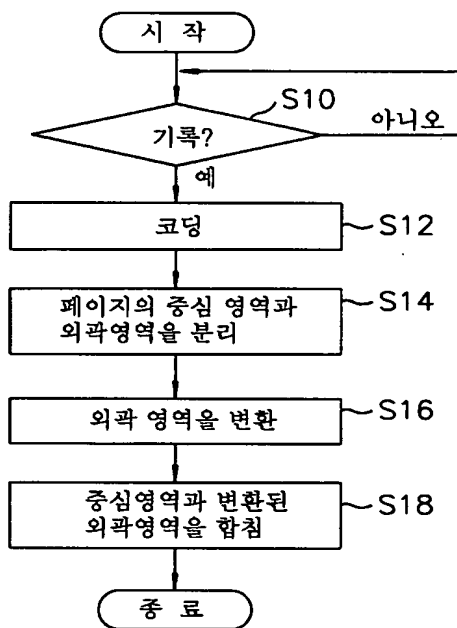 시 작
S10
기록?
아니오
예
코딩
S12
페이지의 중심 영역과
외곽영역을 분리
S14
외곽 영역을 변환
S16
중심영역과 변환된
외곽영역을 합침
S18
종 료